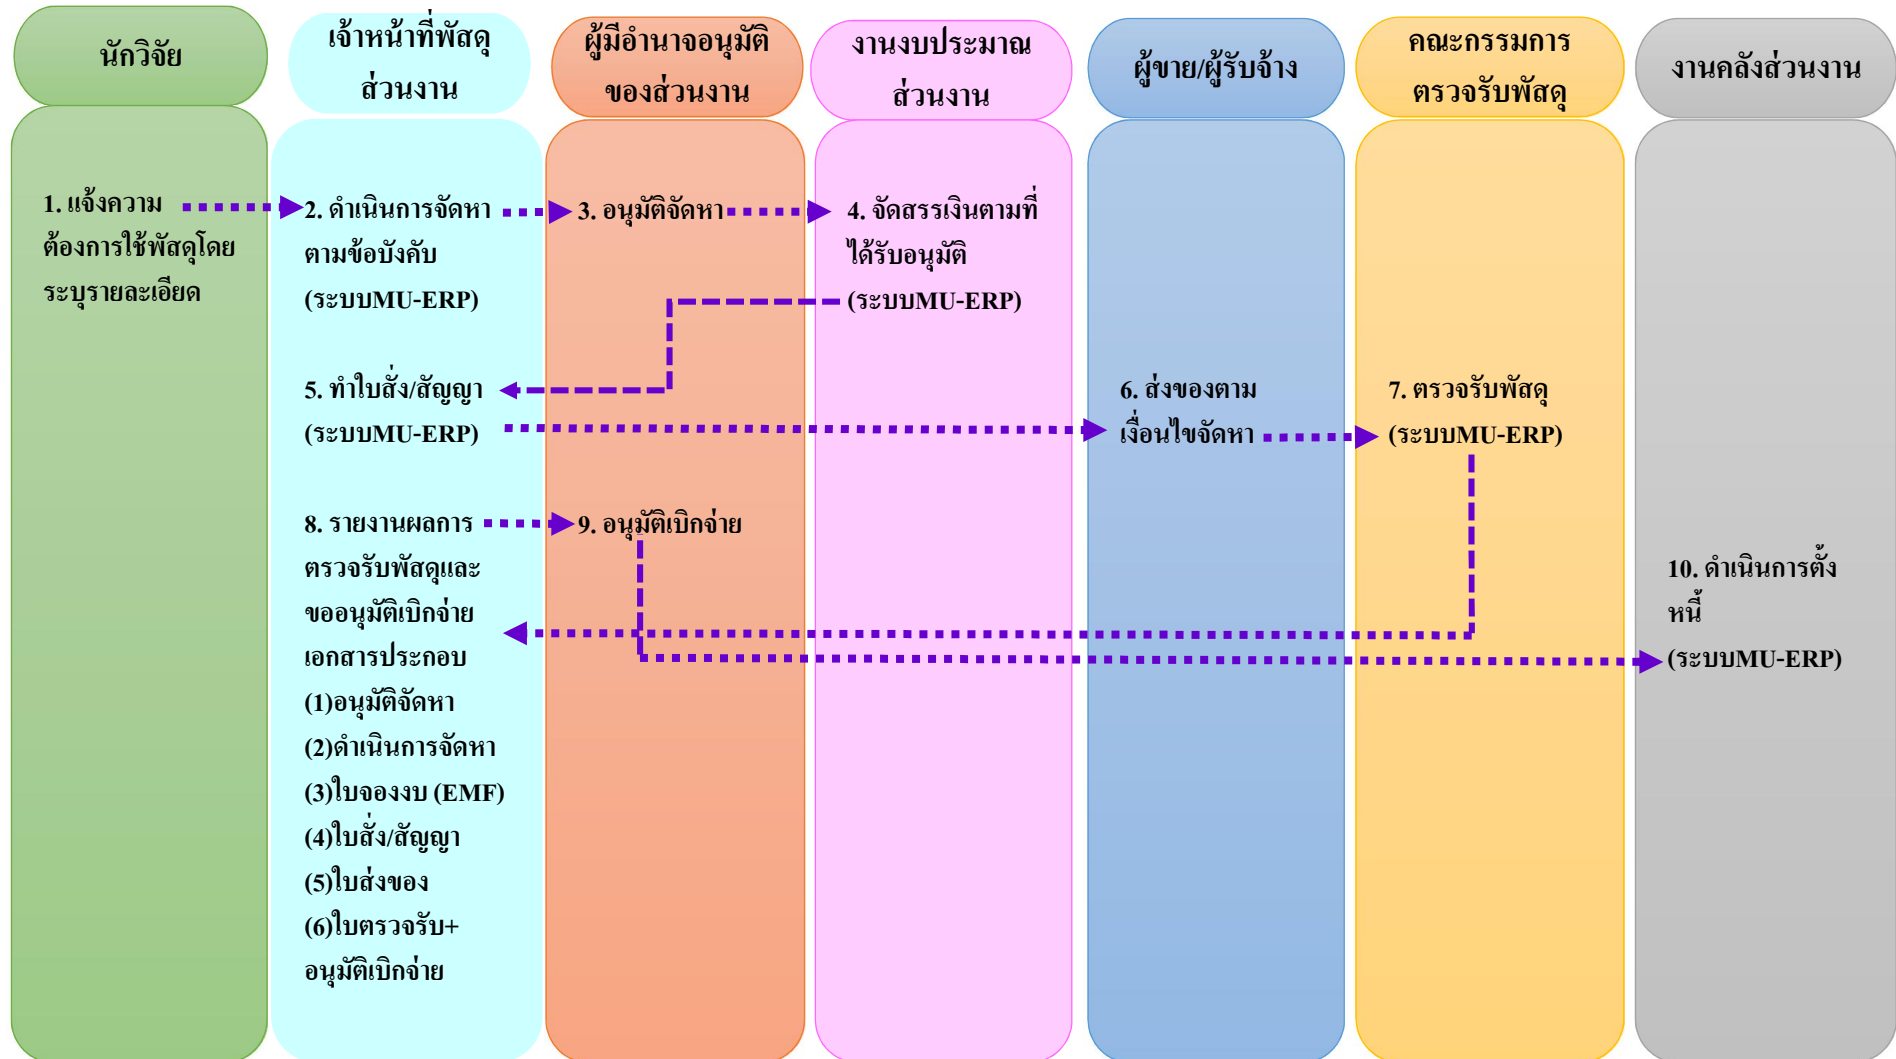 นักวิจัย
เจ้าหน้าที่พัสดุ
ส่วนงาน
ผู้มีอำนาจอนุมัติ
ของส่วนงาน
งานงบประมาณ
ส่วนงาน
ผู้ขาย/ผู้รับจ้าง
คณะกรรมการ
ตรวจรับพัสดุ
งานคลังส่วนงาน
1. แจ้งความ
ต้องการใช้พัสดุโดย
ระบุรายละเอียด
2. ดำเนินการจัดหา
ตามข้อบังคับ
(ระบบMU-ERP)
3. อนุมัติจัดหา
4. จัดสรรเงินตามที่
ได้รับอนุมัติ
(ระบบMU-ERP)
5. ทำใบสั่ง/สัญญา
(ระบบMU-ERP)
6. ส่งของตาม
เงื่อนไขจัดหา
7. ตรวจรับพัสดุ
(ระบบMU-ERP)
8. รายงานผลการ
ตรวจรับพัสดุและ
ขออนุมัติเบิกจ่าย
เอกสารประกอบ
(1)อนุมัติจัดหา
(2)ดำเนินการจัดหา
(3)ใบจองงบ (EMF)
(4)ใบสั่ง/สัญญา
(5)ใบส่งของ
(6)ใบตรวจรับ+
อนุมัติเบิกจ่าย
9. อนุมัติเบิกจ่าย
10. ดำเนินการตั้ง
หนี้
(ระบบMU-ERP)